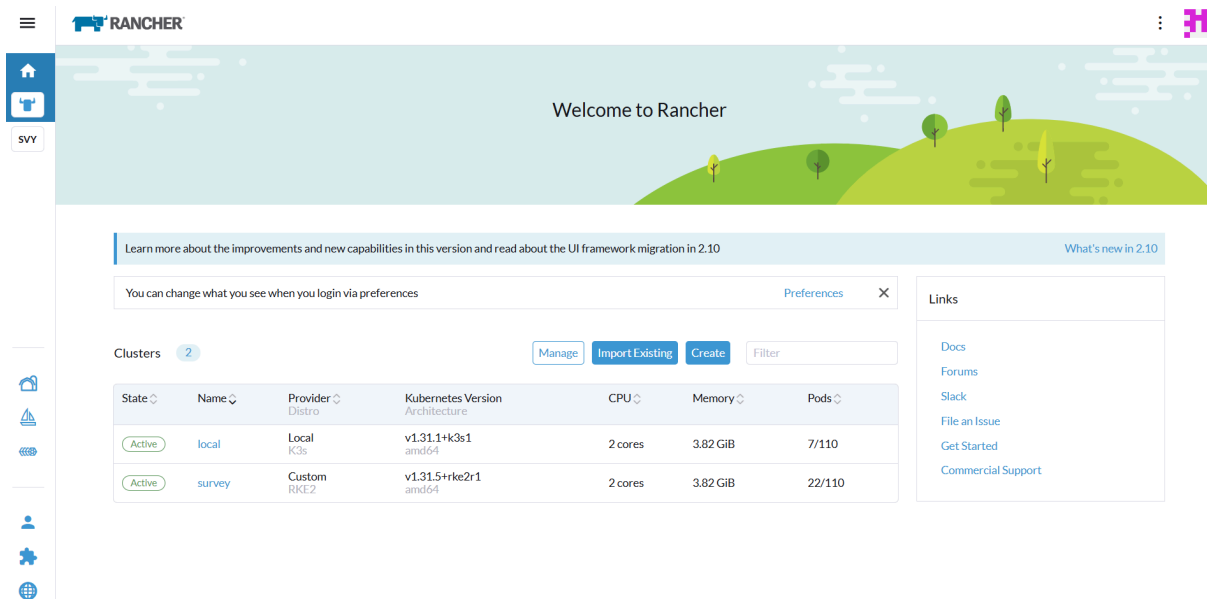 RANCHER
SVY
Welcome to Rancher
Learn more about the improvements and new capabilities in this version and read about the UI framework migration in 2.10 What's new in 2.10
You can change what you see when you login via preferences Preferences
Links
Docs
Forums
Slack
File an Issue
Get Started
Commercial Support
Clusters 2 Manage Import Existing Create Filter
State Name Provider Kubernetes Version CPU Memory Pods
Distro Architecture
Active local Local v1.31.1+k3s1 2 cores 3.82 GiB 7/110
K3s amd64
Active survey Custom v1.31.5+rke2r1 2 cores 3.82 GiB 22/110
RKE2 amd64